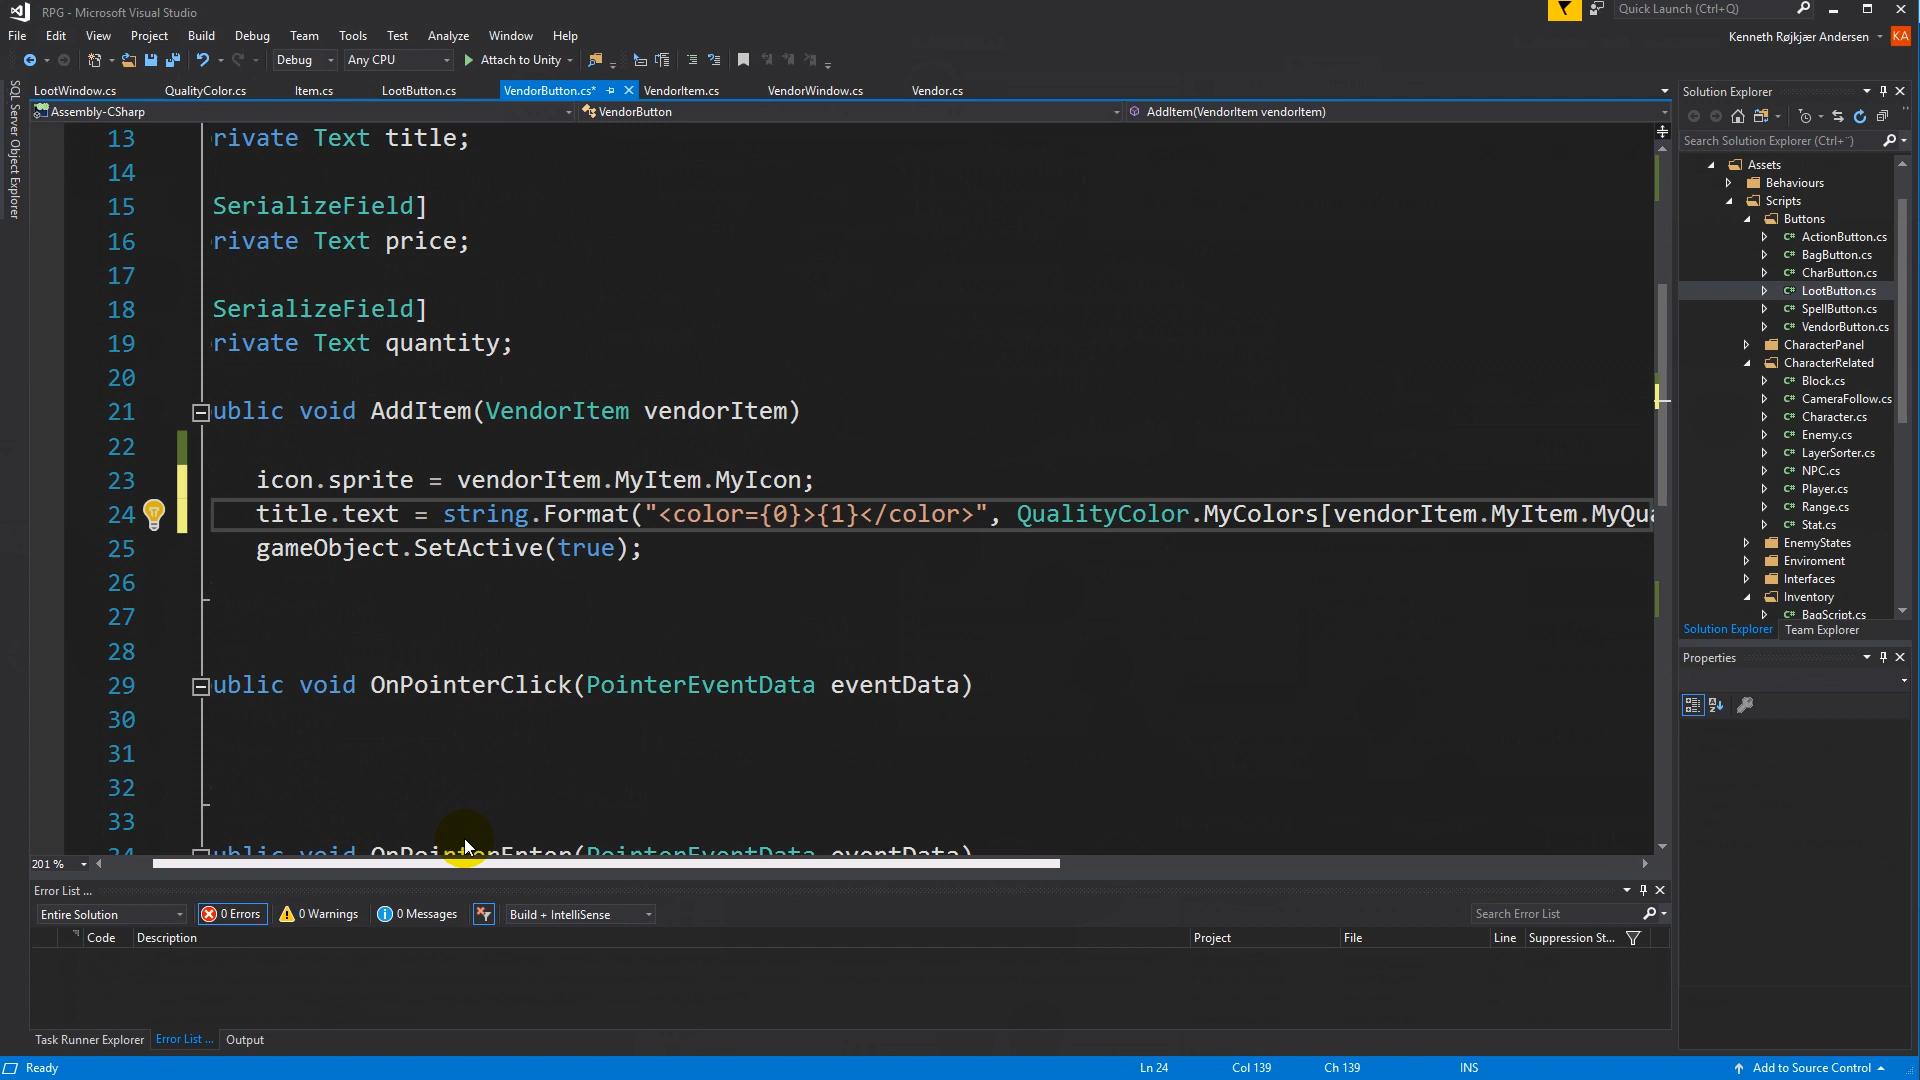 RPG - Microsoft Visual Studio
Quick Launch (Ctrl+Q)
File Edit View Project Build Debug Team Tools Test Analyze Window Help
Kenneth Røjkjær Andersen KA
Debug Any CPU Attach to Unity
SQL Server Object Explorer
LootWindow.cs QualityColor.cs Item.cs LootButton.cs VendorButton.cs* VendorItem.cs VendorWindow.cs Vendor.cs
Assembly-CSharp VendorButton AddItem(VendorItem vendorItem)
13 rivate Text title;
14
15 SerializeField]
16 rivate Text price;
17
18 SerializeField]
19 rivate Text quantity;
20
21 ublic void AddItem(VendorItem vendorItem)
22
23 icon.sprite = vendorItem.MyItem.MyIcon;
24 title.text = string.Format("<color={0}>{1}</color>", QualityColor.MyColors[vendorItem.MyItem.MyQua
25 gameObject.SetActive(true);
26
27
28
29 ublic void OnPointerClick(PointerEventData eventData)
30
31
32
33
34 ublic void OnPointerEnter(PointerEventData eventData)
201 %
Solution Explorer
Search Solution Explorer (Ctrl+¨)
Assets
Behaviours
Scripts
Buttons
C# ActionButton.cs
C# BagButton.cs
C# CharButton.cs
C# LootButton.cs
C# SpellButton.cs
C# VendorButton.cs
CharacterPanel
CharacterRelated
C# Block.cs
C# CameraFollow.cs
C# Character.cs
C# Enemy.cs
C# LayerSorter.cs
C# NPC.cs
C# Player.cs
C# Range.cs
C# Stat.cs
EnemyStates
Enviroment
Interfaces
Inventory
C# BagScript.cs
Solution Explorer Team Explorer
Properties
Error List ...
Entire Solution 0 Errors 0 Warnings 0 Messages Build + IntelliSense Search Error List
Code Description Project File Line Suppression St...
Task Runner Explorer Error List ... Output
Ready Ln 24 Col 139 Ch 139 INS Add to Source Control